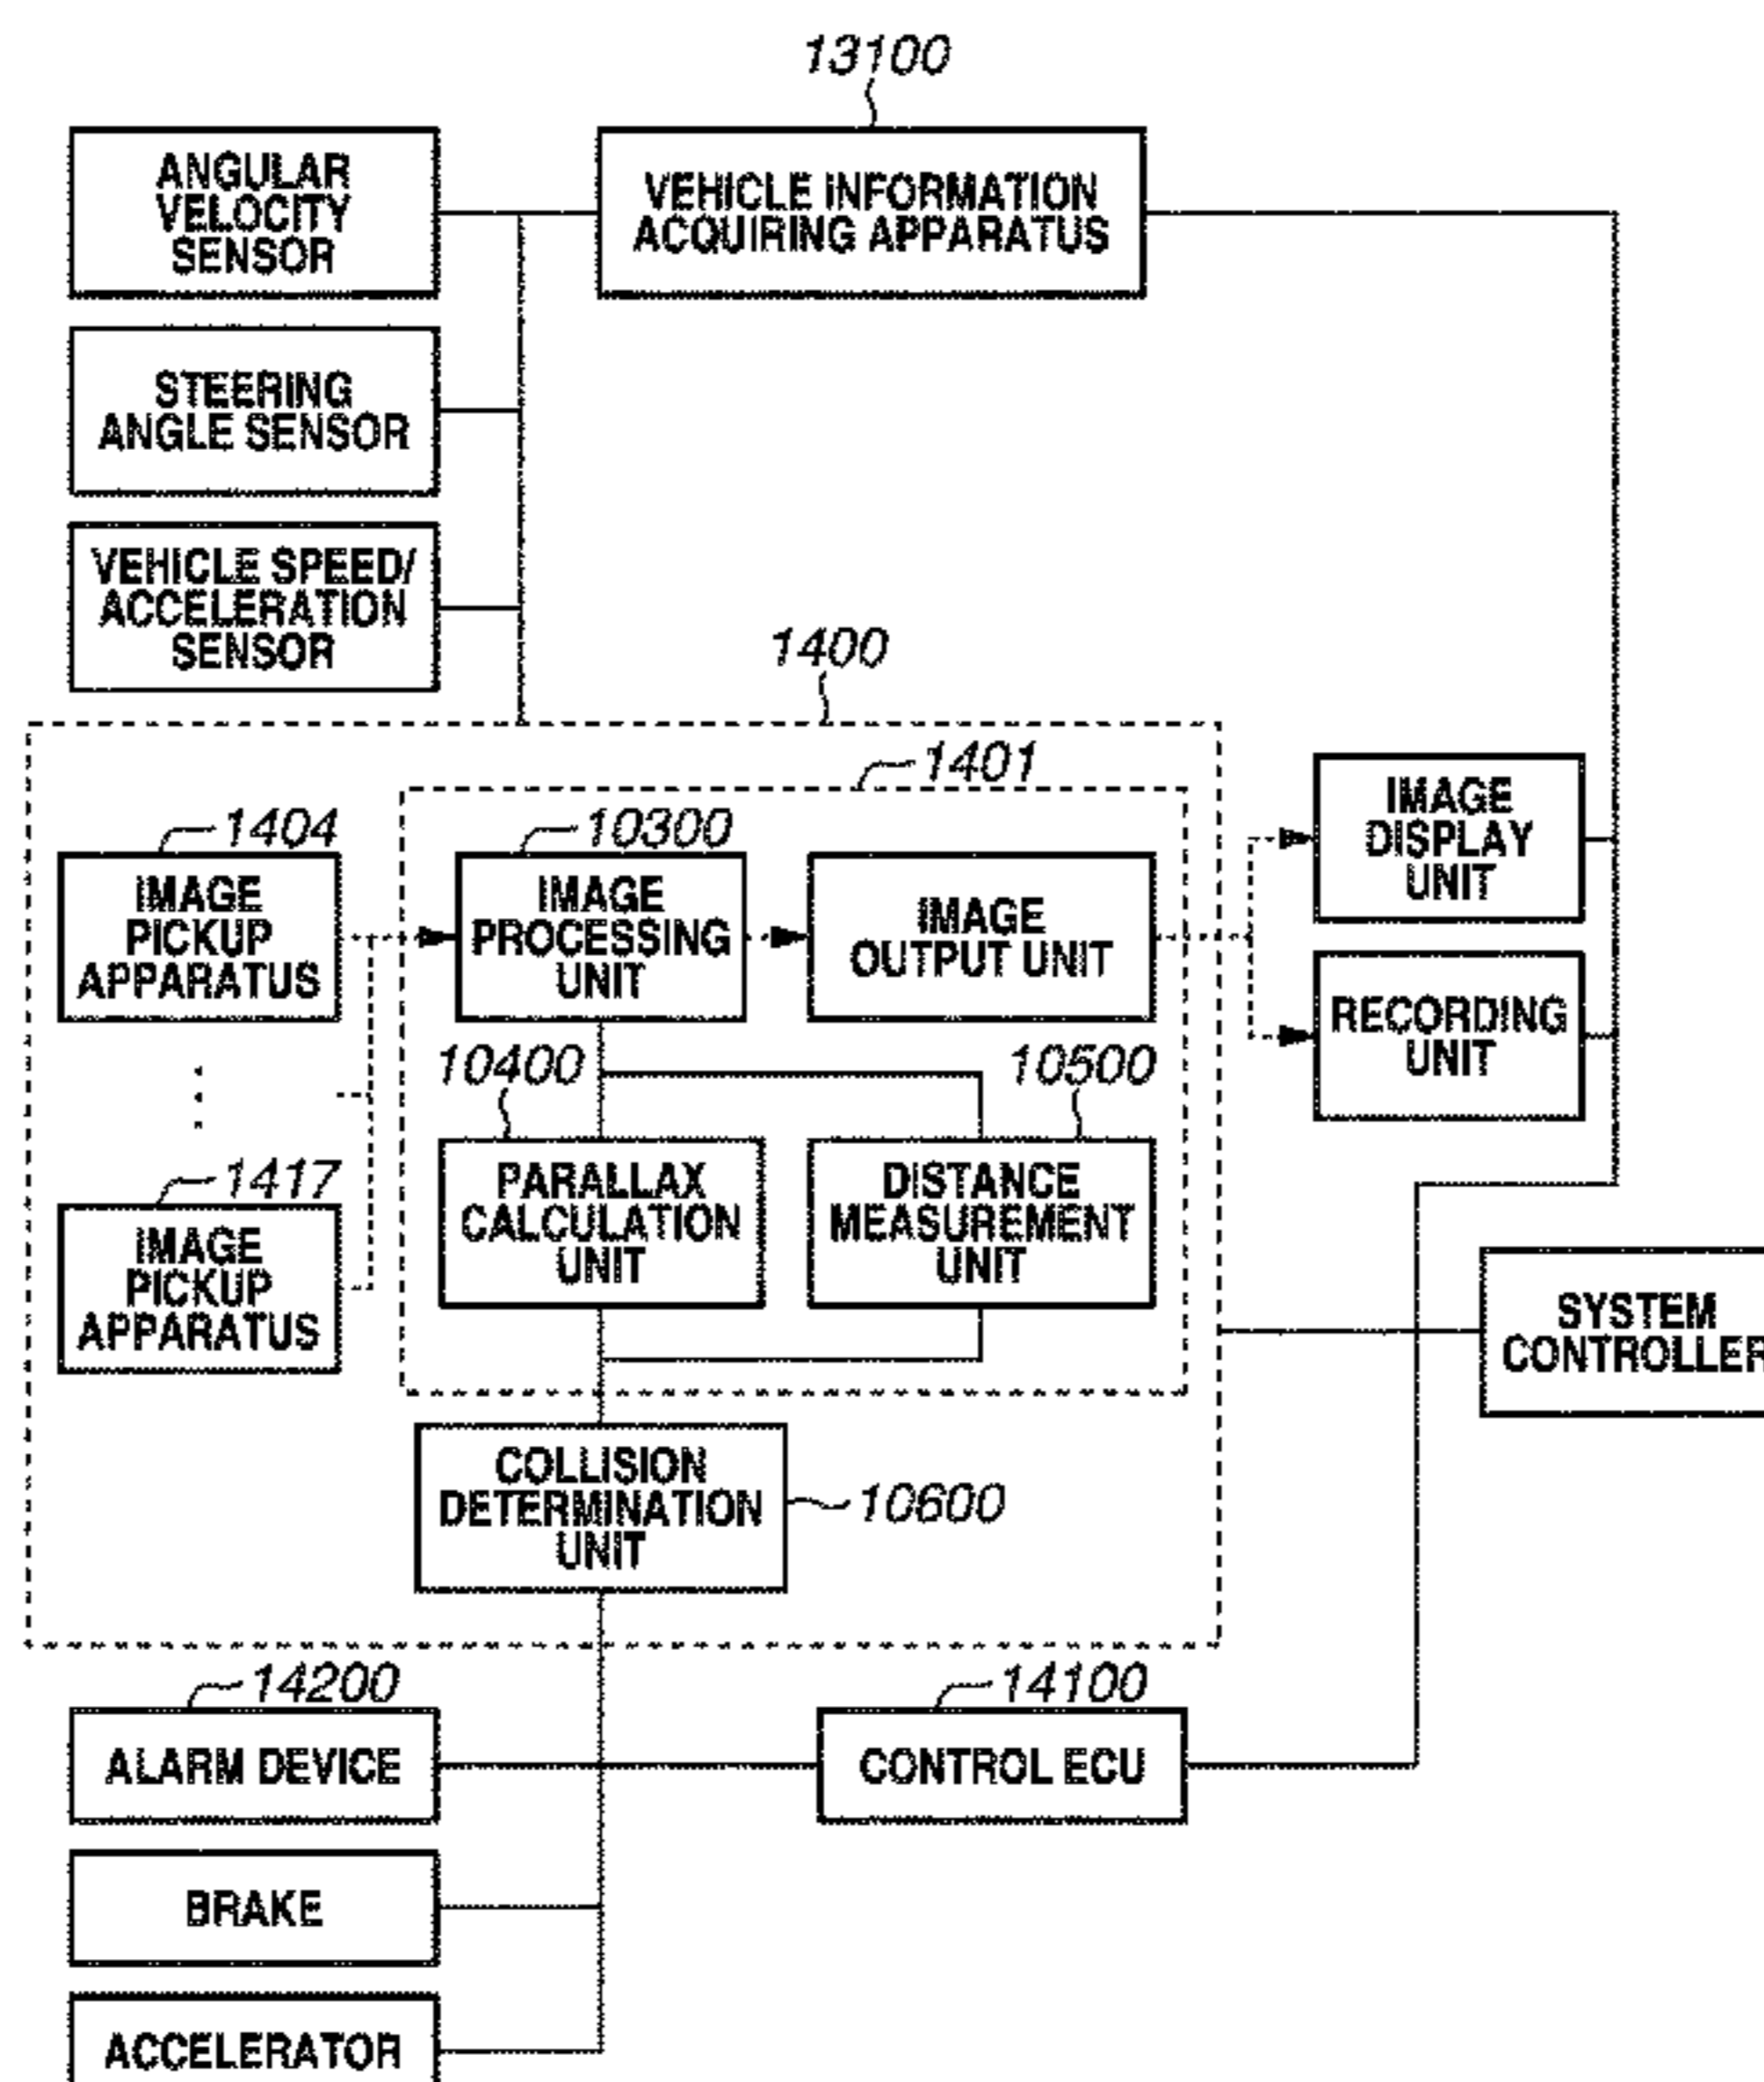 13100
ANGULAR
VELOCITY
SENSOR
VEHICLE INFORMATION
ACQUIRING APPARATUS
STEERING
ANGLE SENSOR
VEHICLE SPEED/
ACCELERATION
SENSOR
1400
1401
1404
IMAGE
PICKUP
APPARATUS
10300
IMAGE
PROCESSING
UNIT
IMAGE
OUTPUT UNIT
IMAGE
DISPLAY
UNIT
RECORDING
UNIT
10400
PARALLAX
CALCULATION
UNIT
10500
DISTANCE
MEASUREMENT
UNIT
1417
IMAGE
PICKUP
APPARATUS
SYSTEM
CONTROLLER
COLLISION
DETERMINATION
UNIT
10600
14200
ALARM DEVICE
14100
CONTROL ECU
BRAKE
ACCELERATOR